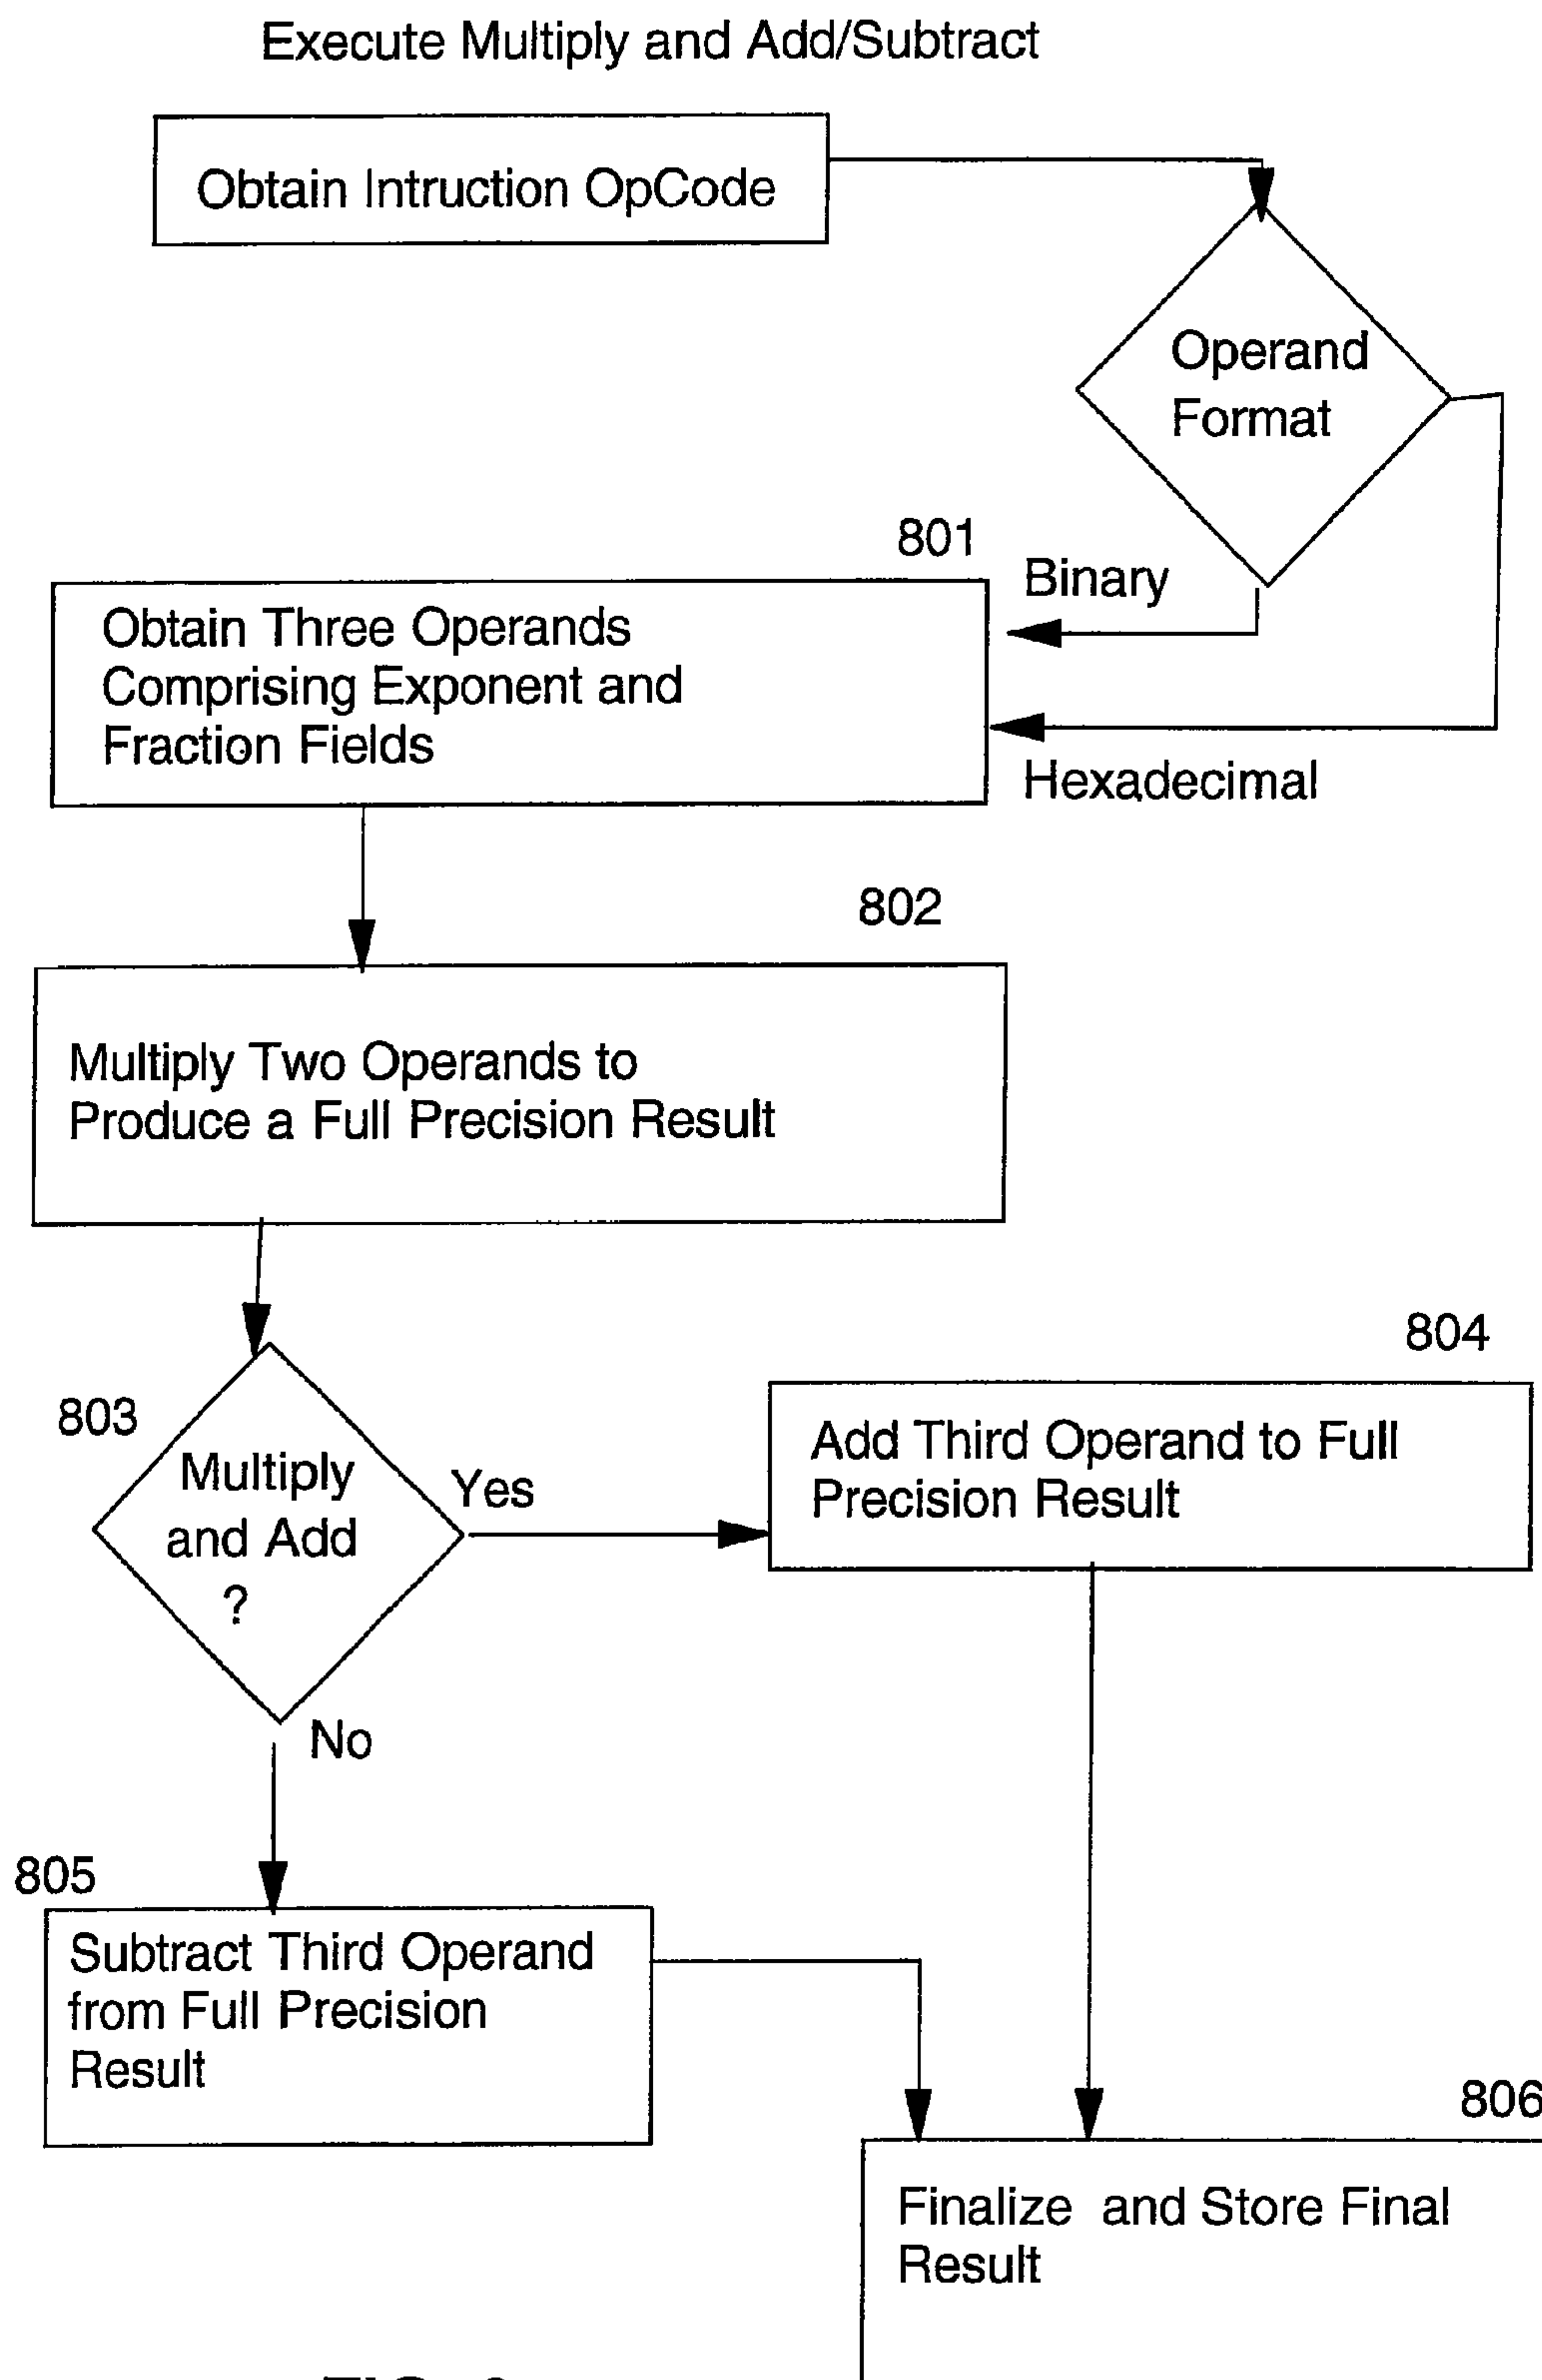 Execute Multiply and Add/Subtract
Obtain Intruction OpCode
Operand
Format
801
Binary
Obtain Three Operands
Comprising Exponent and
Fraction Fields
Hexadecimal
802
Multiply Two Operands to
Produce a Full Precision Result
803
Multiply
and Add
?
Yes
804
Add Third Operand to Full
Precision Result
No
805
Subtract Third Operand
from Full Precision
Result
806
Finalize and Store Final
Result